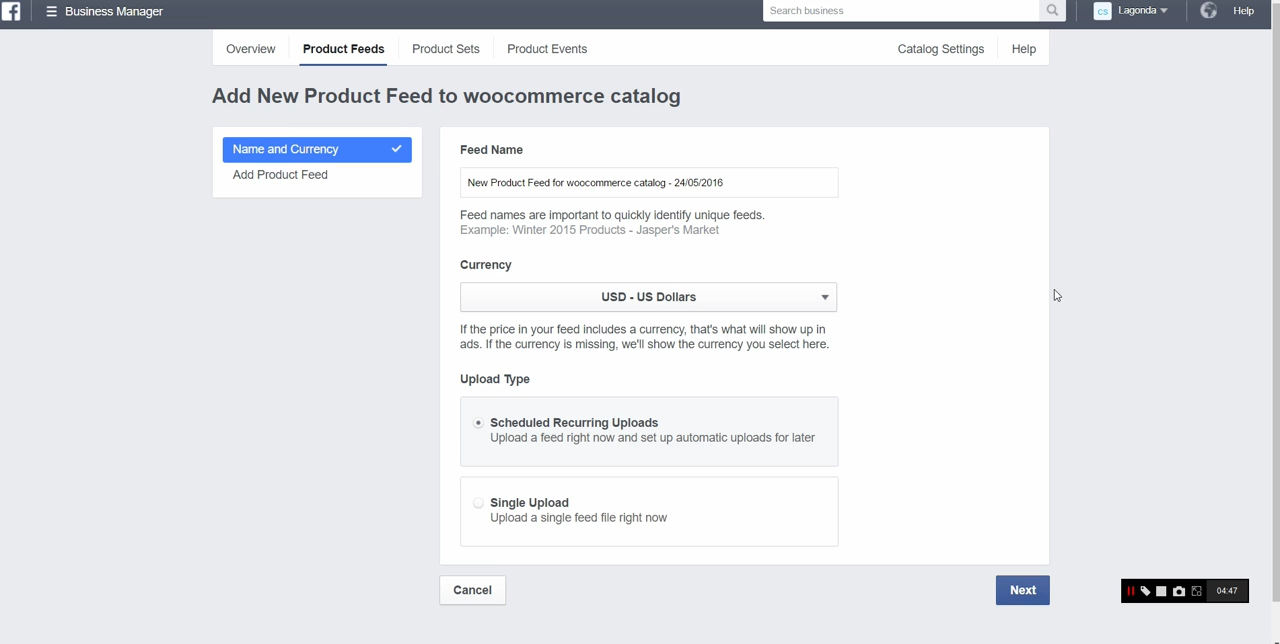 Business Manager
Search business
cs Lagonda
Help
Overview
Product Feeds
Product Sets
Product Events
Catalog Settings
Help
Add New Product Feed to woocommerce catalog
Name and Currency
Add Product Feed
Feed Name
New Product Feed for woocommerce catalog - 24/05/2016
Feed names are important to quickly identify unique feeds.
Example: Winter 2015 Products - Jasper's Market
Currency
USD - US Dollars
If the price in your feed includes a currency, that's what will show up in
ads. If the currency is missing, we'll show the currency you select here.
Upload Type
Scheduled Recurring Uploads
Upload a feed right now and set up automatic uploads for later
Single Upload
Upload a single feed file right now
Cancel
Next
04:47